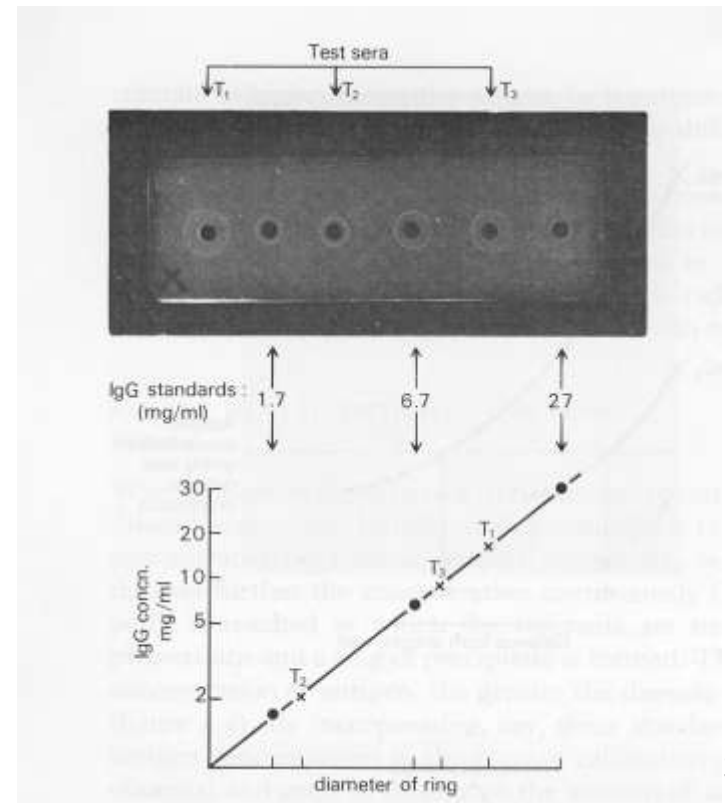 Test sera
T₁ T₂ T₃
IgG standards : 1.7 6.7 27
(mg/ml)
30
20
10
5
2
IgG concn.
mg/ml
T₁
T₃
T₂
diameter of ring